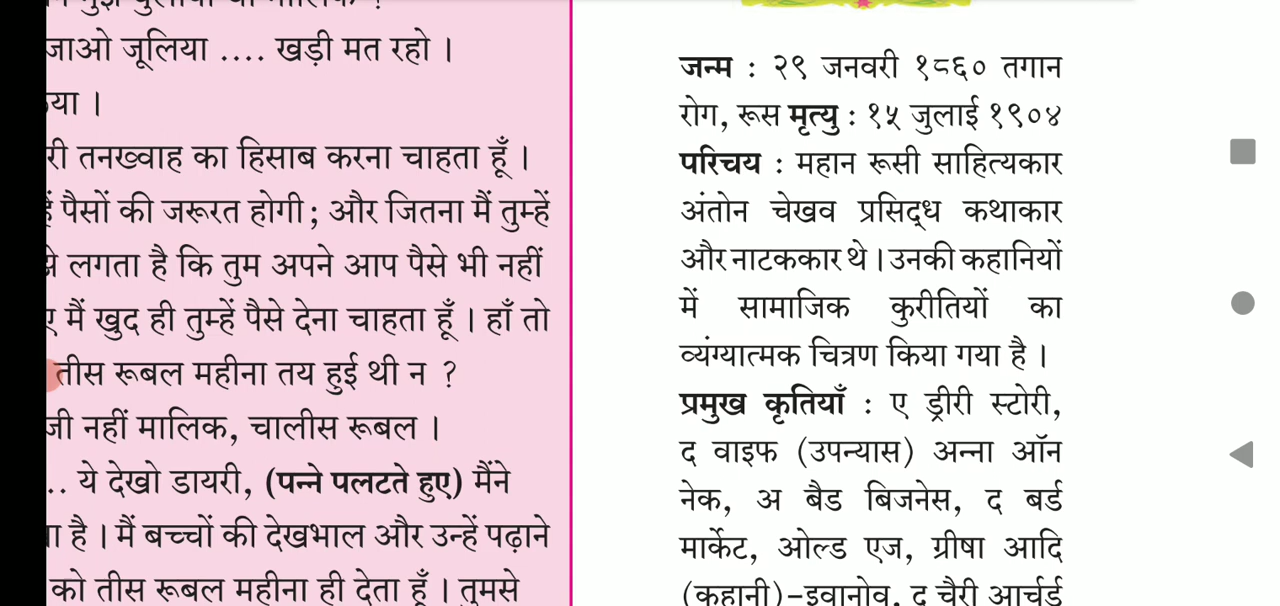 जाओ जूलिया .... खड़ी मत रहो ।
तनख्वाह का हिसाब करना चाहता हूँ ।
पैसों की जरूरत होगी; और जितना मैं तुम्हें
लगता है कि तुम अपने आप पैसे भी नहीं
मैं खुद ही तुम्हें पैसे देना चाहता हूँ । हाँ तो
तीस रूबल महीना तय हुई थी न ?
जी नहीं मालिक, चालीस रूबल ।
.. ये देखो डायरी, (पन्ने पलटते हुए) मैंने
है । मैं बच्चों की देखभाल और उन्हें पढ़ाने
को तीस रूबल महीना ही देता हूँ । तुमसे
जन्म : २९ जनवरी १८६० तगान
रोग, रूस मृत्यु : १५ जुलाई १९०४
परिचय : महान रूसी साहित्यकार
अंतोन चेखव प्रसिद्ध कथाकार
और नाटककार थे । उनकी कहानियों
में सामाजिक कुरीतियों का
व्यंग्यात्मक चित्रण किया गया है ।
प्रमुख कृतियाँ : ए ड्रीरी स्टोरी,
द वाइफ (उपन्यास) अन्ना ऑन
नेक, अ बैड बिजनेस, द बर्ड
मार्केट, ओल्ड एज, ग्रीषा आदि
(कहानी)-इवानोव, द चैरी आर्चर्ड